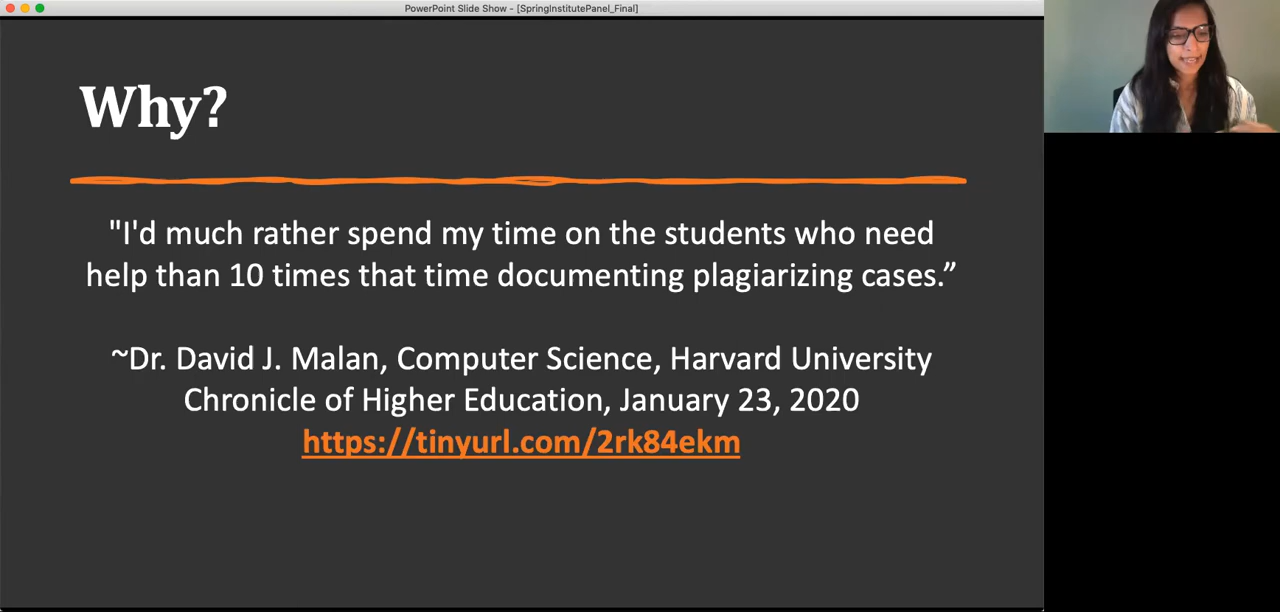 PowerPoint Slide Show - [SpringInstitutePanel_Final]
Why?
"I'd much rather spend my time on the students who need
help than 10 times that time documenting plagiarizing cases.”
~Dr. David J. Malan, Computer Science, Harvard University
Chronicle of Higher Education, January 23, 2020
https://tinyurl.com/2rk84ekm